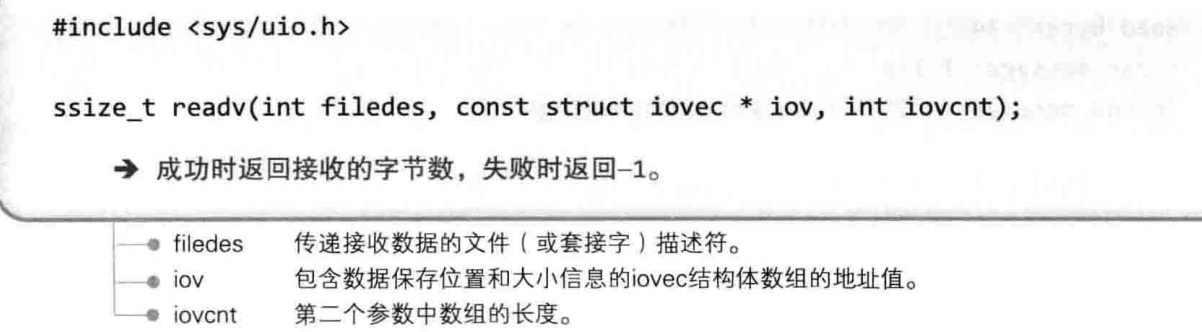 #include <sys/uio.h>
ssize_t readv(int filedes, const struct iovec * iov, int iovcnt);
➔ 成功时返回接收的字节数，失败时返回–1。
filedes 传递接收数据的文件（或套接字）描述符。
iov 包含数据保存位置和大小信息的iovec结构体数组的地址值。
iovcnt 第二个参数中数组的长度。